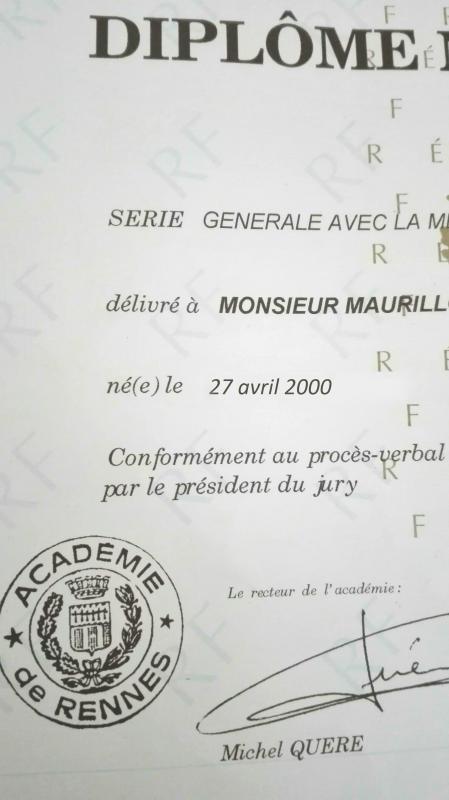 DIPLÔME
SERIE GENERALE AVEC LA
délivré à MONSIEUR
né(e) le 27 avril 2000
Conformément au procès-verbal
par le président du jury
ACADÉMIE
de RENNES
Le recteur de l'académie :
Michel QUERE